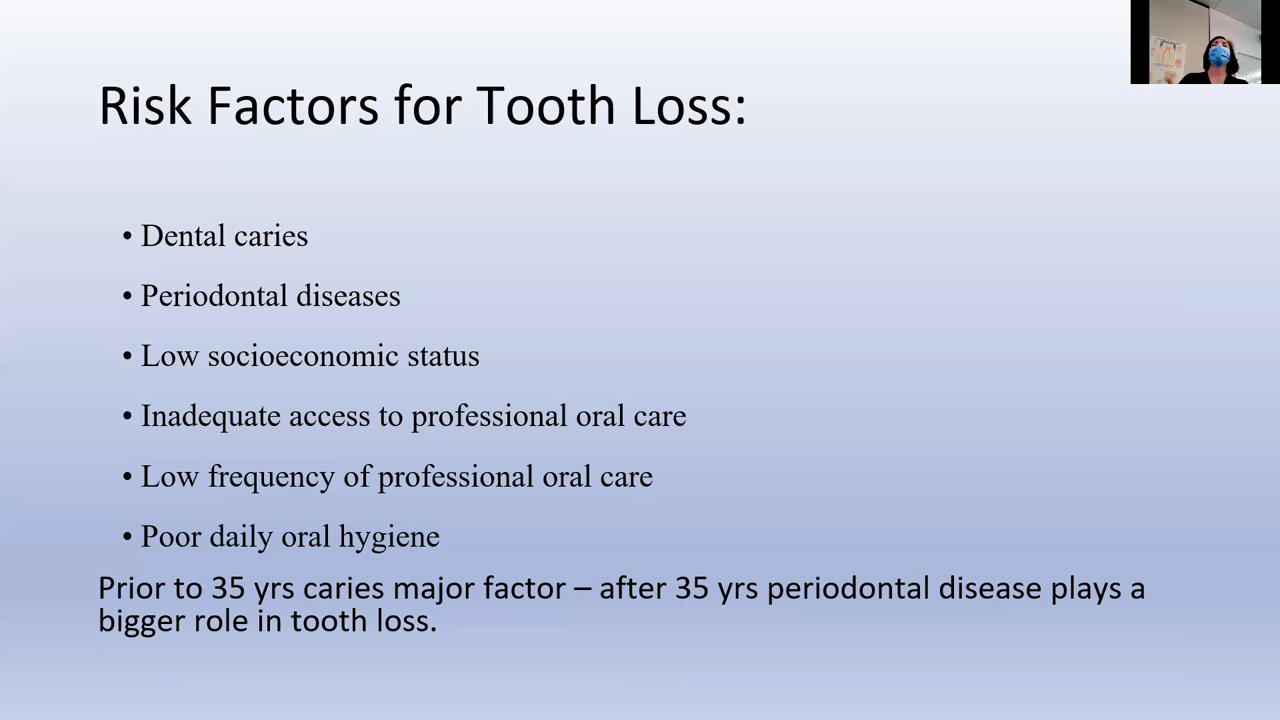 Risk Factors for Tooth Loss:
• Dental caries
• Periodontal diseases
• Low socioeconomic status
• Inadequate access to professional oral care
• Low frequency of professional oral care
• Poor daily oral hygiene
Prior to 35 yrs caries major factor – after 35 yrs periodontal disease plays a
bigger role in tooth loss.